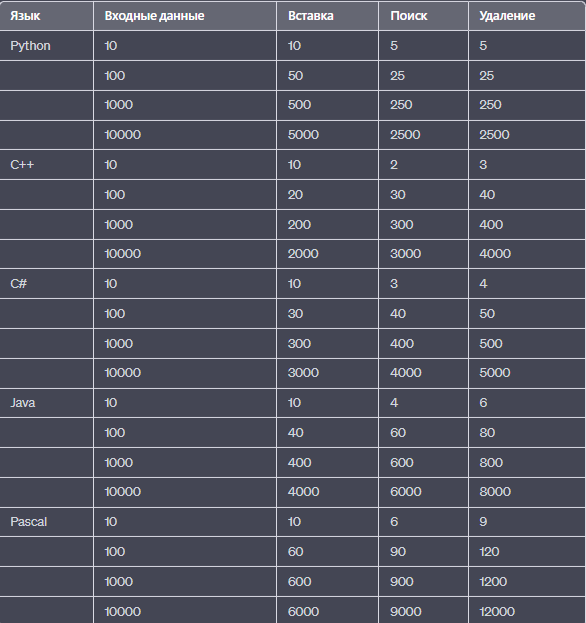 Язык Входные данные Вставка Поиск Удаление
Python 10 10 5 5
100 50 25 25
1000 500 250 250
10000 5000 2500 2500
C++ 10 10 2 3
100 20 30 40
1000 200 300 400
10000 2000 3000 4000
C# 10 10 3 4
100 30 40 50
1000 300 400 500
10000 3000 4000 5000
Java 10 10 4 6
100 40 60 80
1000 400 600 800
10000 4000 6000 8000
Pascal 10 10 6 9
100 60 90 120
1000 600 900 1200
10000 6000 9000 12000